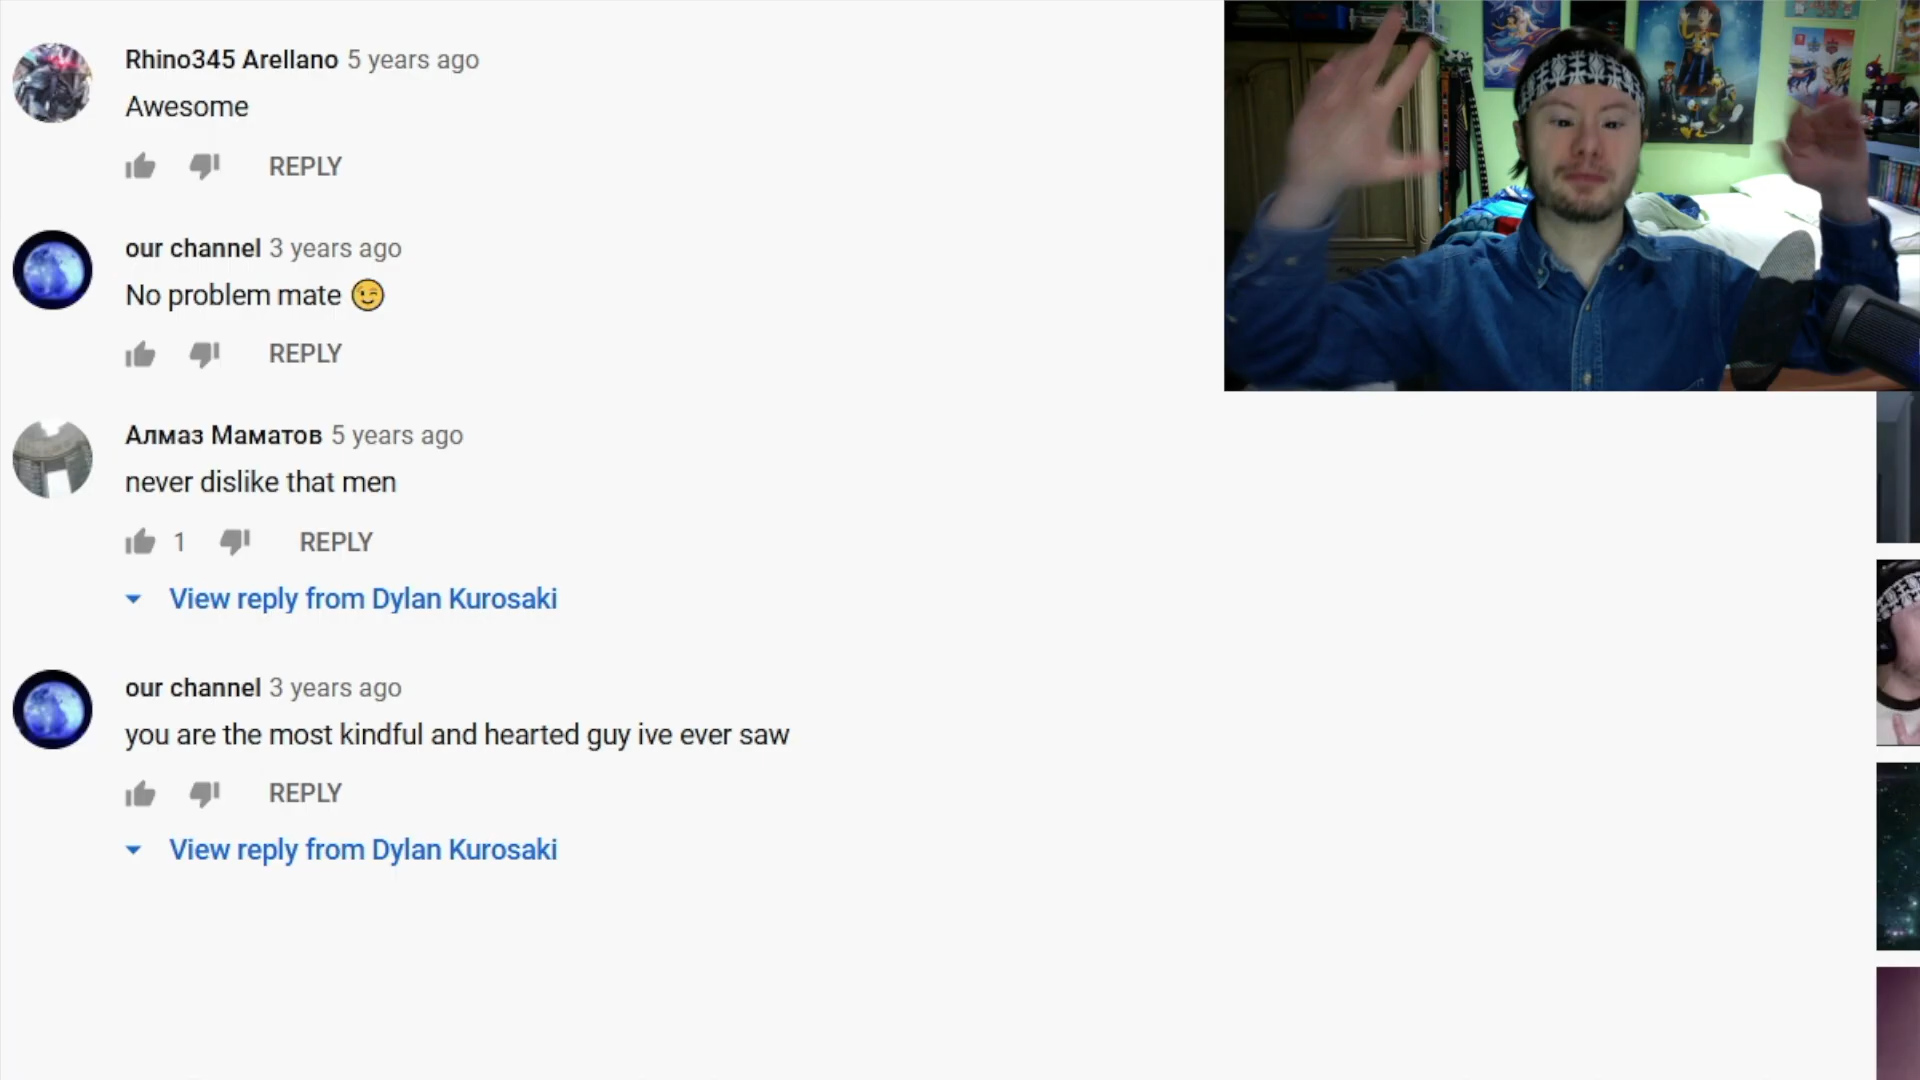 Rhino345 Arellano 5 years ago
Awesome
REPLY
our channel 3 years ago
No problem mate 😉
REPLY
Алмаз Маматов 5 years ago
never dislike that men
1 REPLY
View reply from Dylan Kurosaki
our channel 3 years ago
you are the most kindful and hearted guy ive ever saw
REPLY
View reply from Dylan Kurosaki